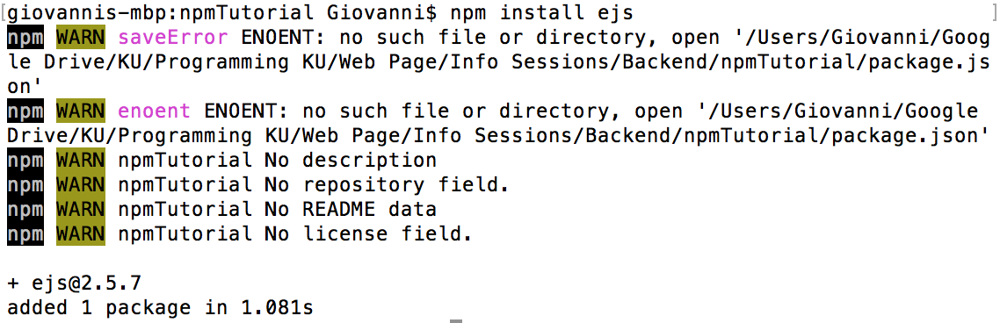 [giovannis-mbp:npmTutorial Giovanni$ npm install ejs ]
npm WARN saveError ENOENT: no such file or directory, open '/Users/Giovanni/Goog
le Drive/KU/Programming KU/Web Page/Info Sessions/Backend/npmTutorial/package.js
on'
npm WARN enoent ENOENT: no such file or directory, open '/Users/Giovanni/Google
Drive/KU/Programming KU/Web Page/Info Sessions/Backend/npmTutorial/package.json'
npm WARN npmTutorial No description
npm WARN npmTutorial No repository field.
npm WARN npmTutorial No README data
npm WARN npmTutorial No license field.
+ ejs@2.5.7
added 1 package in 1.081s